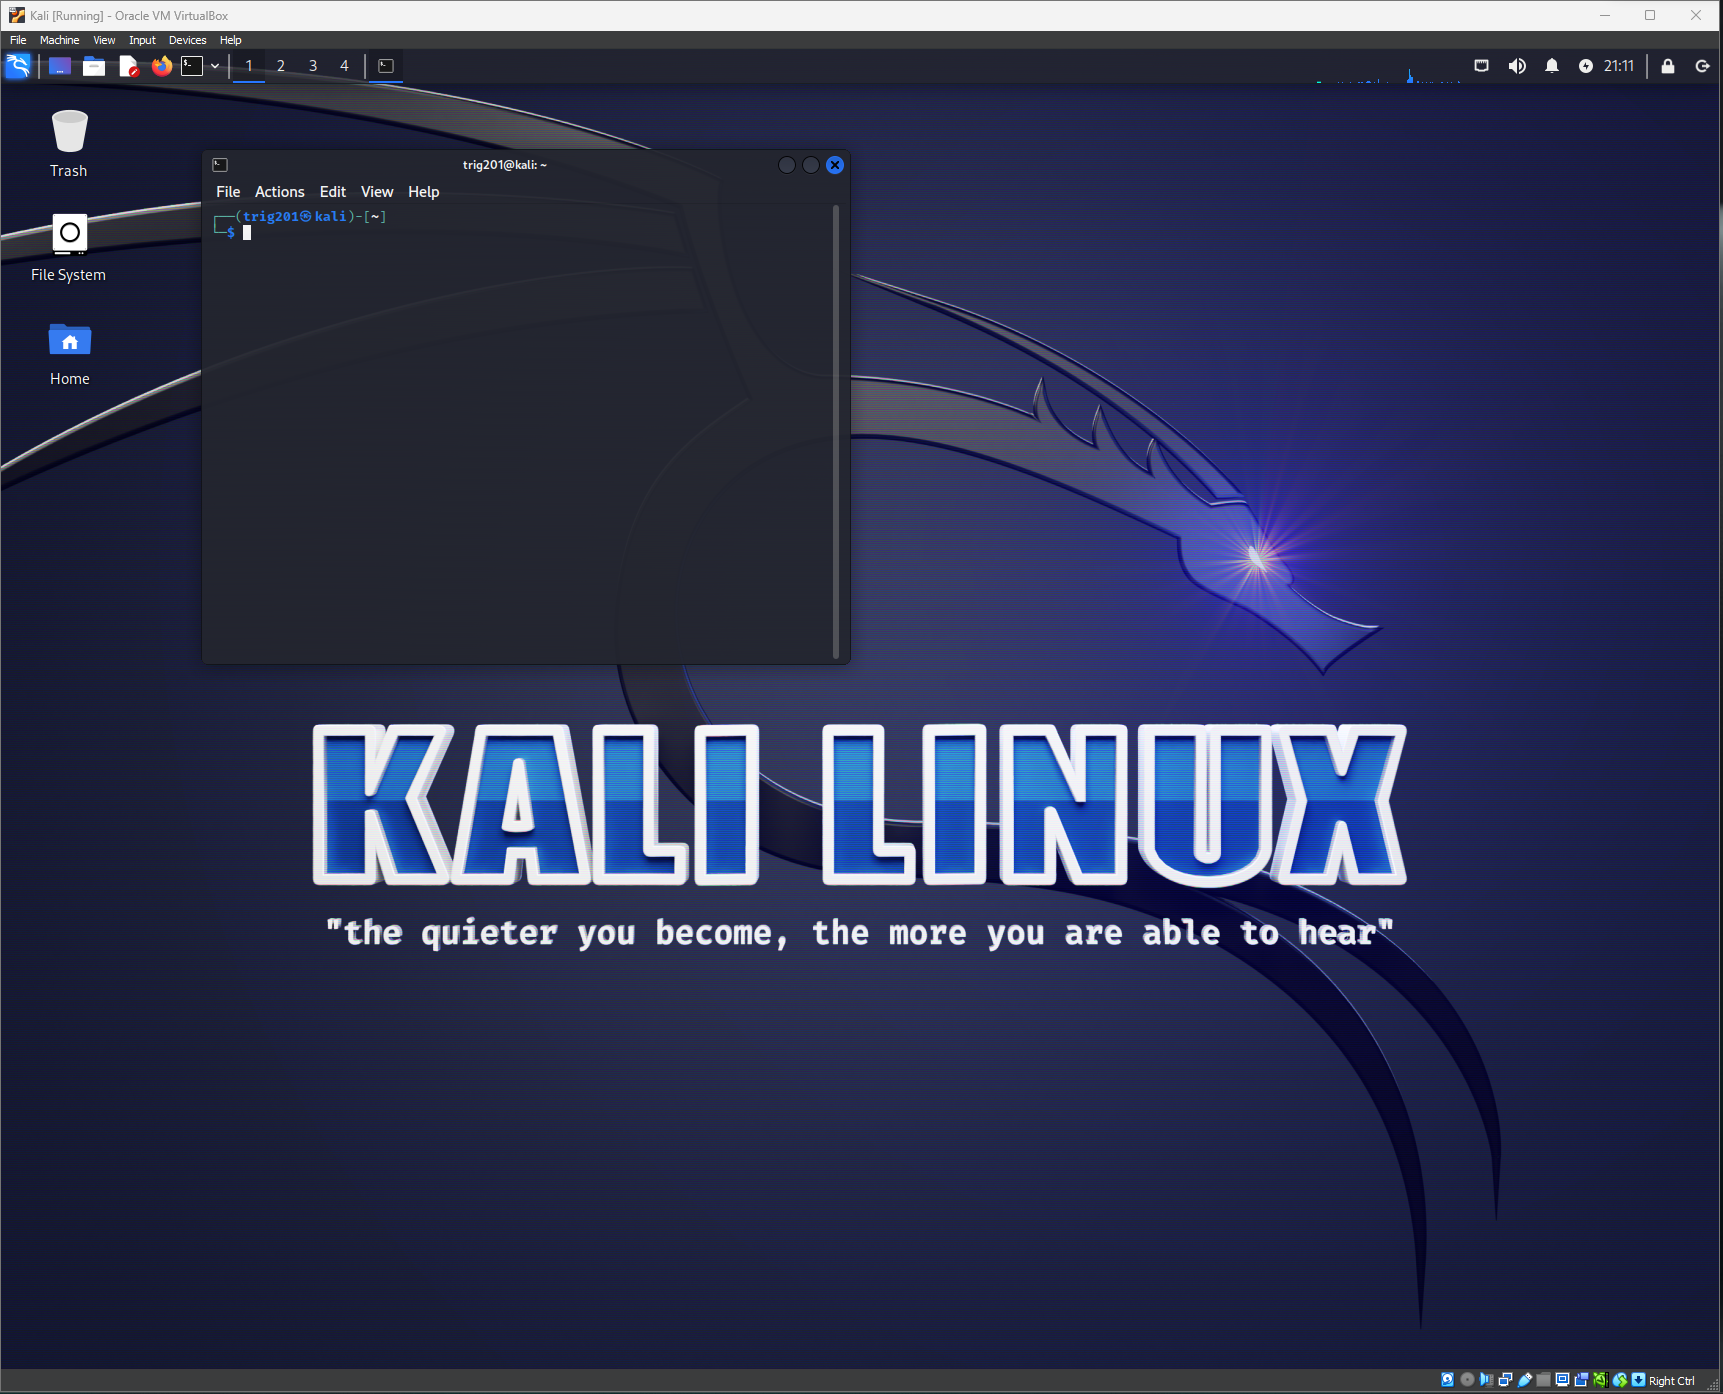 Kali [Running] - Oracle VM VirtualBox
File Machine View Input Devices Help
1 2 3 4 21:11
Trash
File System
Home
trig201@kali: ~
File Actions Edit View Help
┌──(trig201㉿kali)-[~]
└─$
KALI LINUX
"the quieter you become, the more you are able to hear"
Right Ctrl